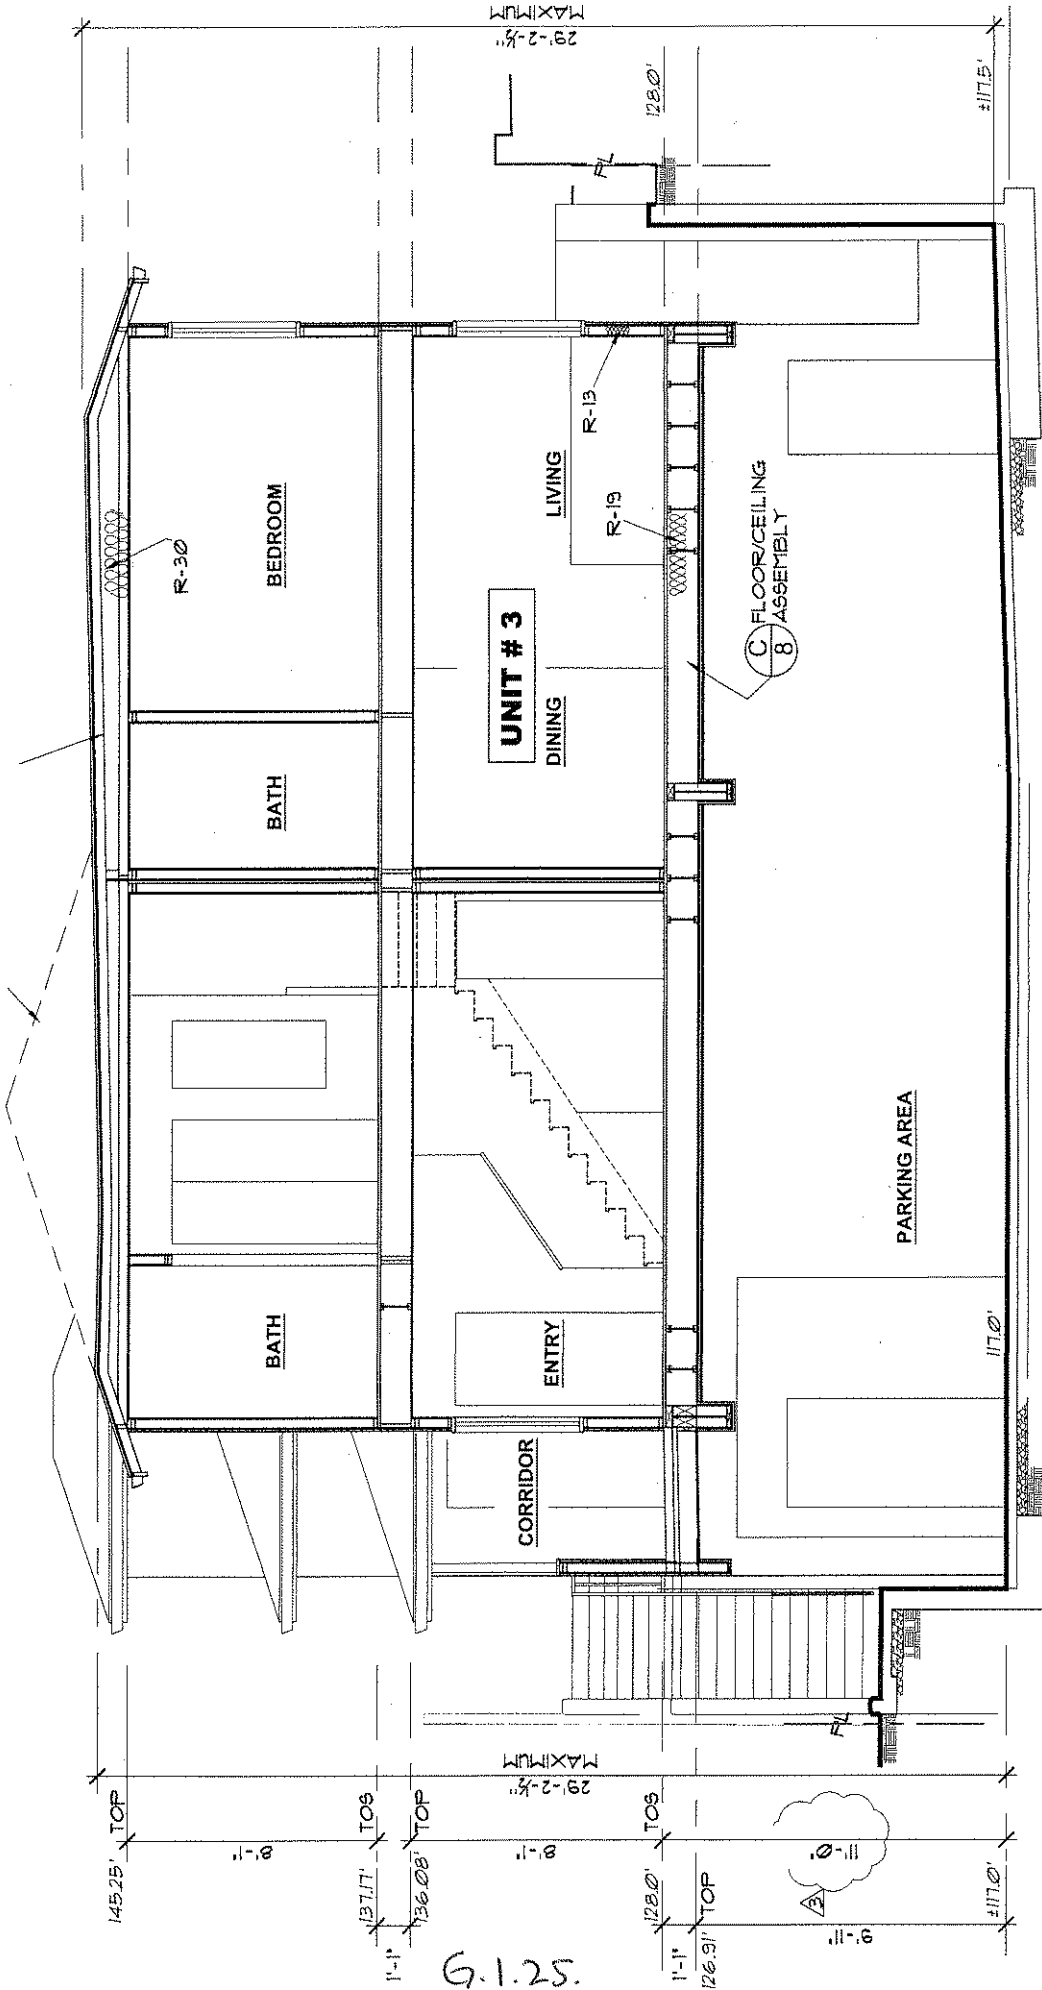 29'-2-½"
MAXIMUM
128.0'
±117.5'
PL
R-30
BEDROOM
LIVING
R-13
R-19
UNIT # 3
DINING
BATH
C
8
FLOOR/CEILING
ASSEMBLY
PARKING AREA
BATH
ENTRY
117.0'
CORRIDOR
PL
29'-2-½"
MAXIMUM
145.25' TOP
8'-1"
137.17' TOS
1'-1"
136.08' TOP
8'-1"
128.0' TOS
1'-1"
126.91' TOP
11'-0"
3
9'-11"
±117.0'
G.1.25.